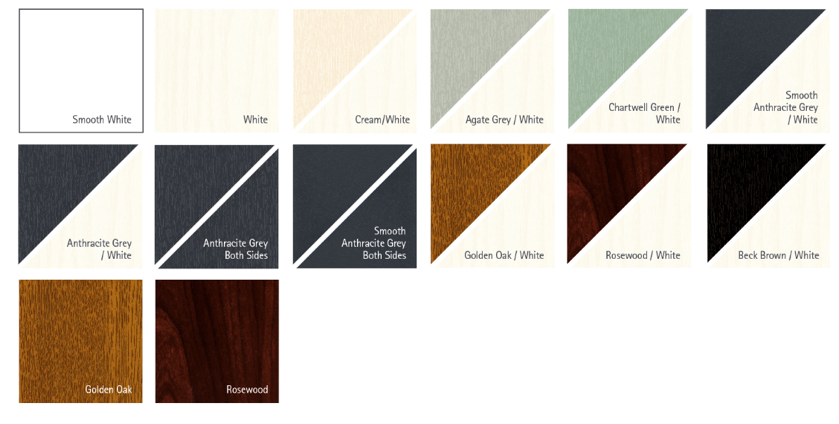 Smooth White
White
Cream/White
Agate Grey / White
Chartwell Green /
White
Smooth
Anthracite Grey
/ White
Anthracite Grey
/ White
Anthracite Grey
Both Sides
Smooth
Anthracite Grey
Both Sides
Golden Oak / White
Rosewood / White
Beck Brown / White
Golden Oak
Rosewood